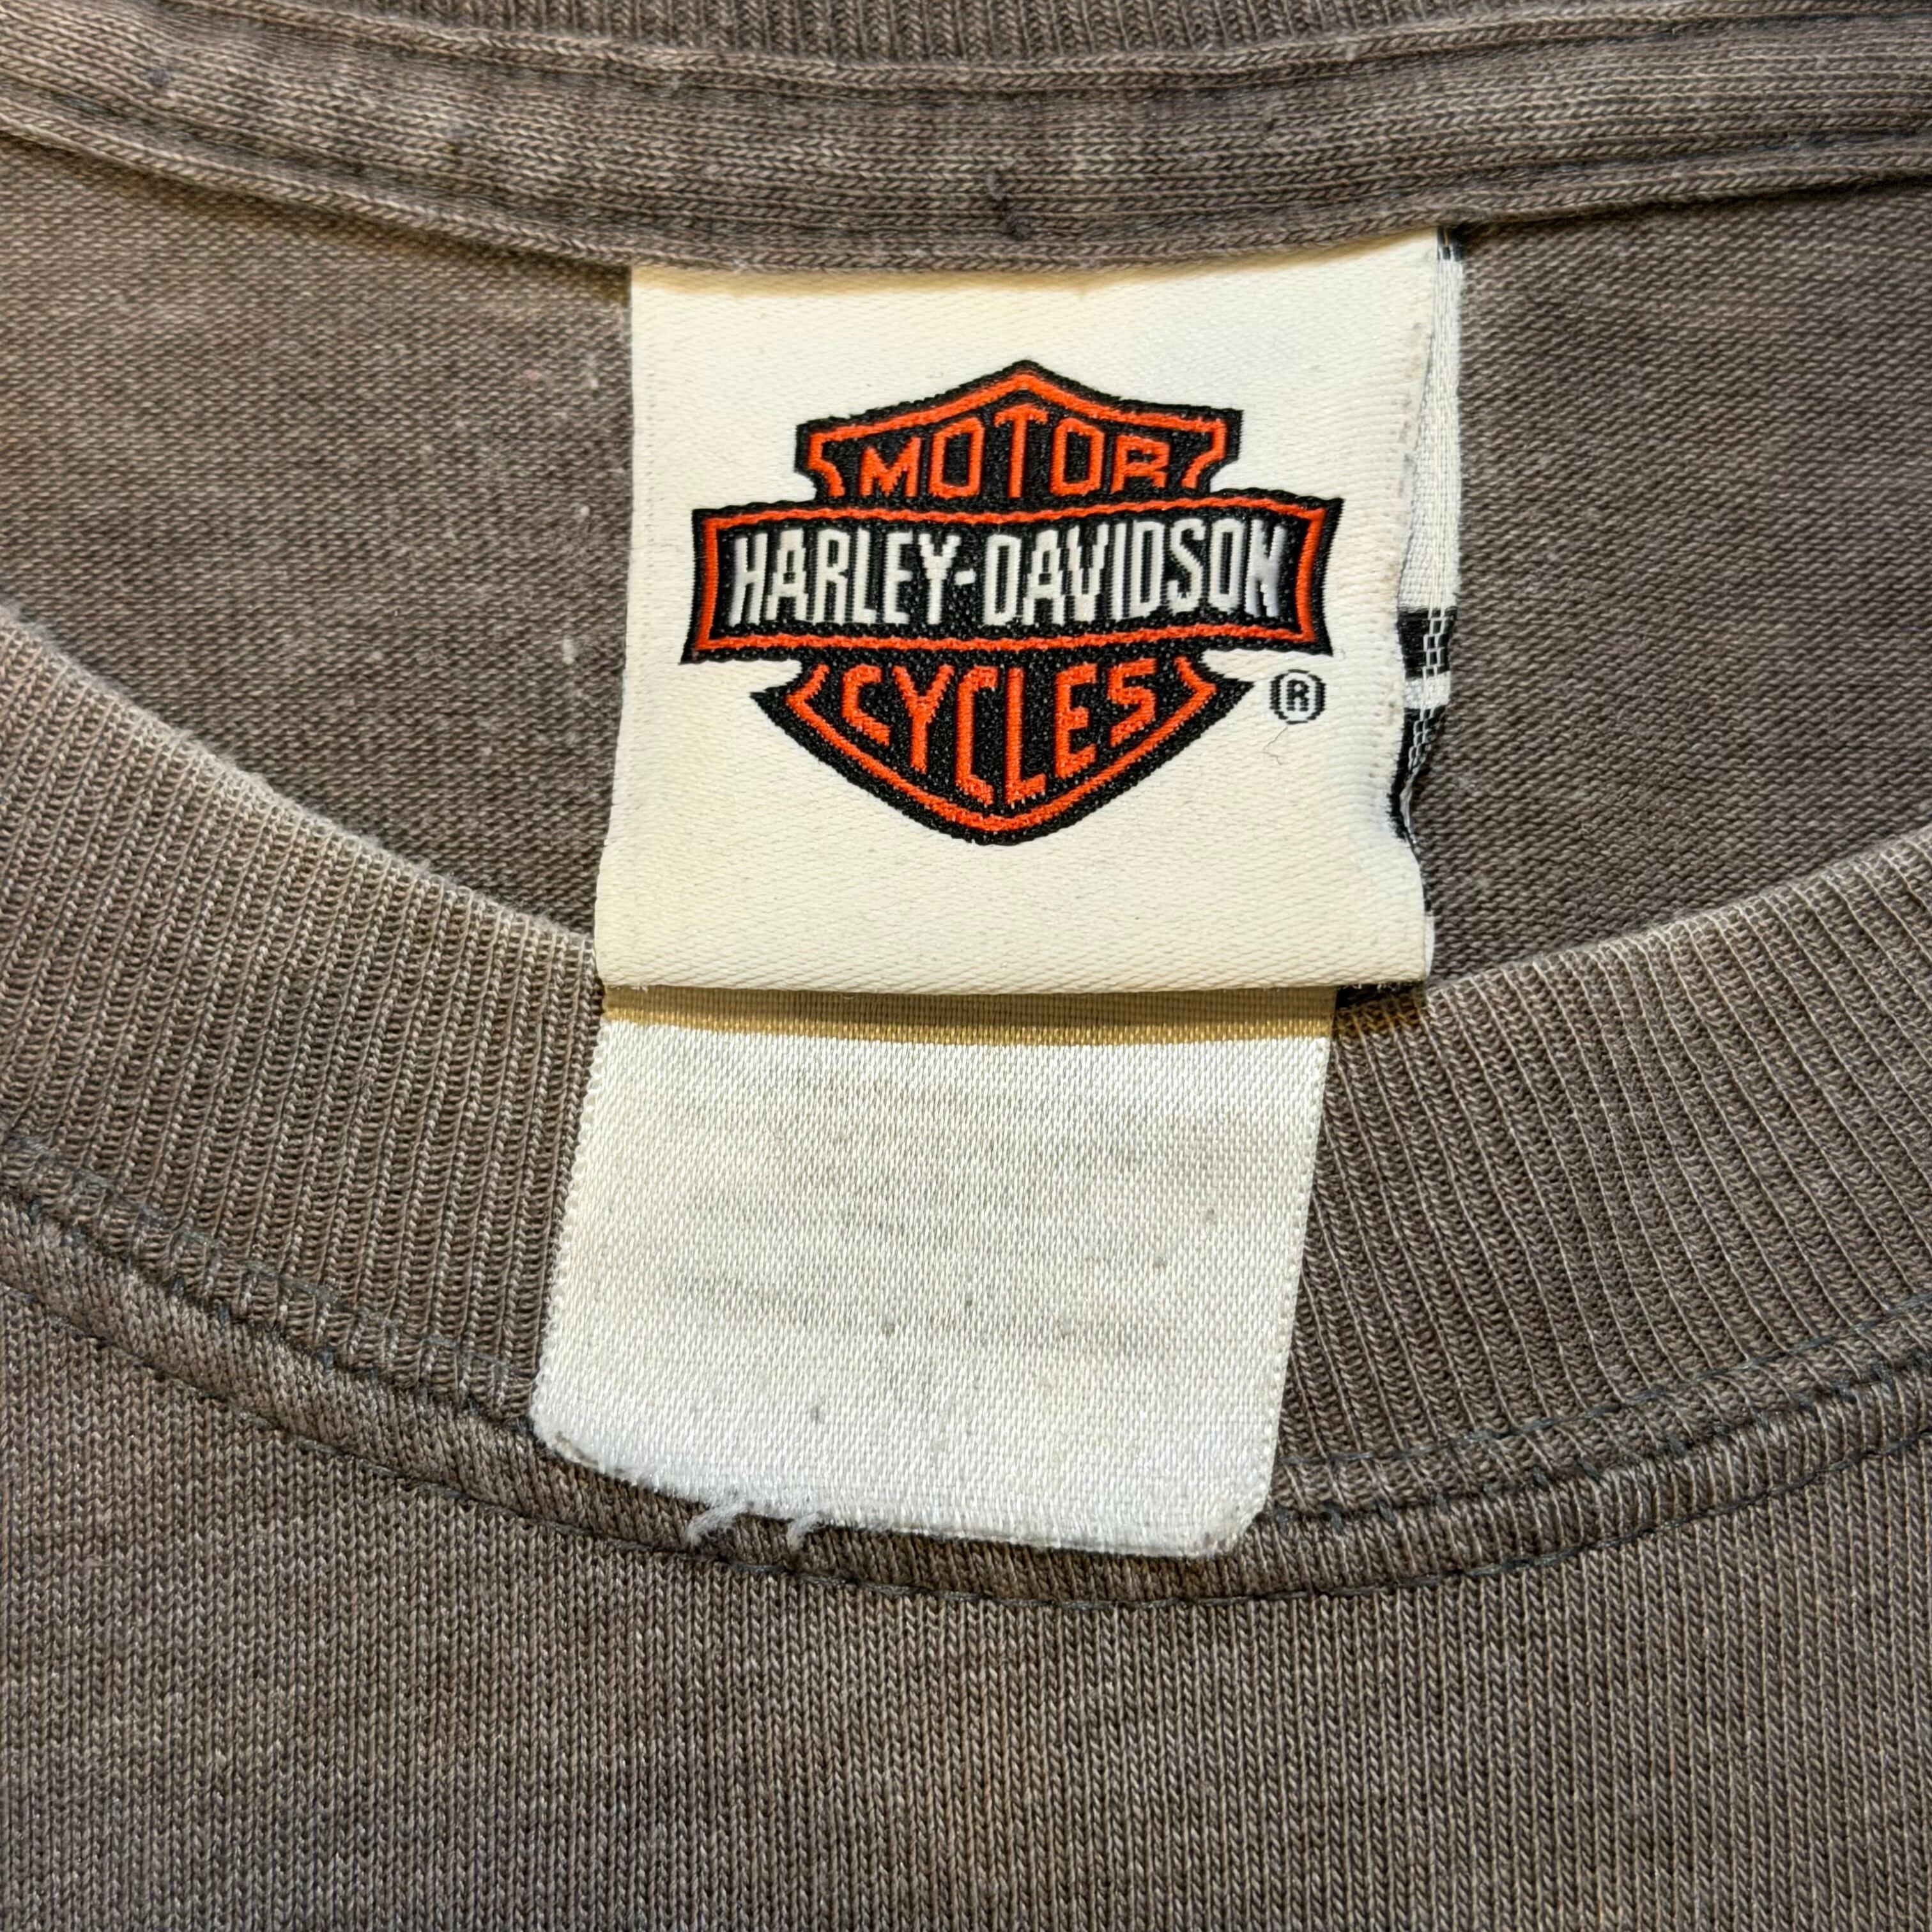 MOTOR
HARLEY-DAVIDSON
CYCLES
®